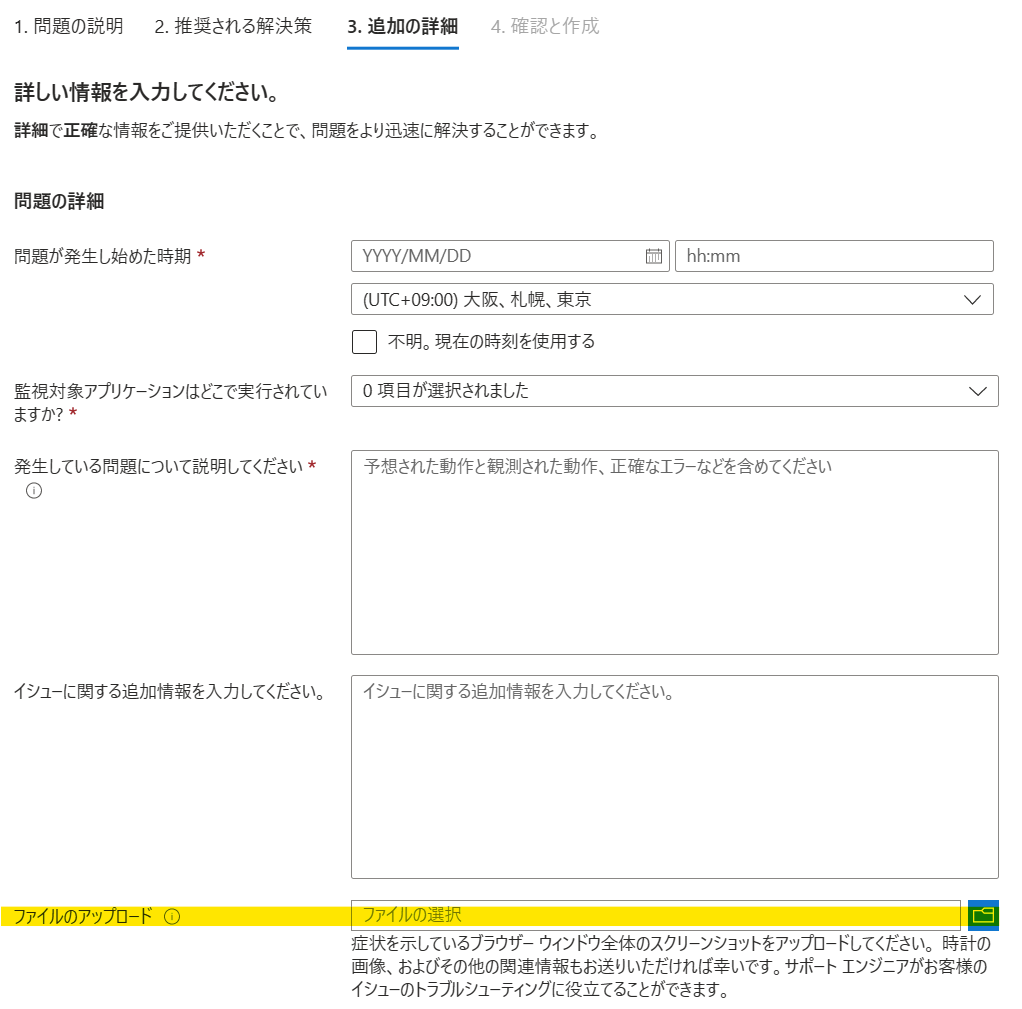 1. 問題の説明 2. 推奨される解決策 3. 追加の詳細 4. 確認と作成
詳しい情報を入力してください。
詳細で正確な情報をご提供いただくことで、問題をより迅速に解決することができます。
問題の詳細
問題が発生し始めた時期 * YYYY/MM/DD hh:mm
(UTC+09:00) 大阪、札幌、東京
不明。現在の時刻を使用する
監視対象アプリケーションはどこで実行されてい
ますか? *
0 項目が選択されました
発生している問題について説明してください *
予想された動作と観測された動作、正確なエラーなどを含めてください
イシューに関する追加情報を入力してください。
イシューに関する追加情報を入力してください。
ファイルのアップロード ファイルの選択
症状を示しているブラウザー ウィンドウ全体のスクリーンショットをアップロードしてください。 時計の
画像、およびその他の関連情報もお送りいただければ幸いです。サポート エンジニアがお客様の
イシューのトラブルシューティングに役立てることができます。